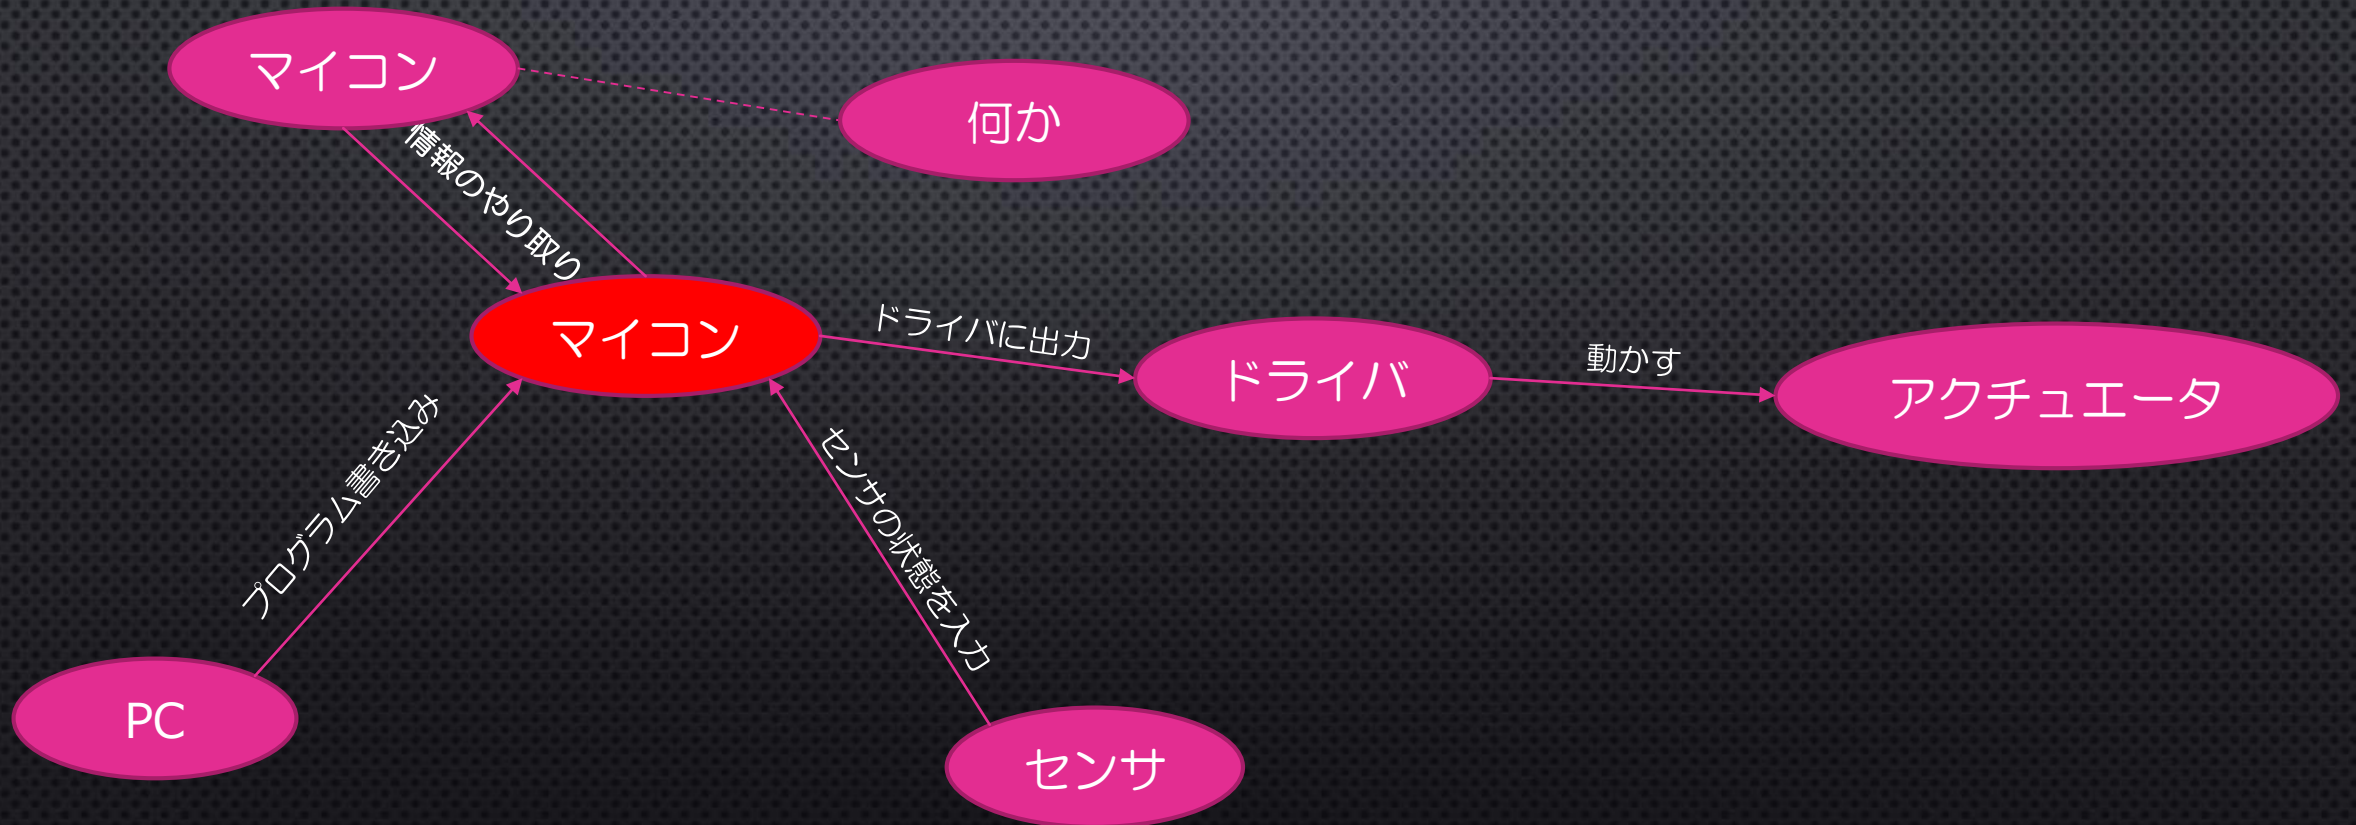 マイコン
何か
情報のやり取り
マイコン
ドライバに出力
ドライバ
動かす
アクチュエータ
プログラム書き込み
センサの状態を入力
PC
センサ